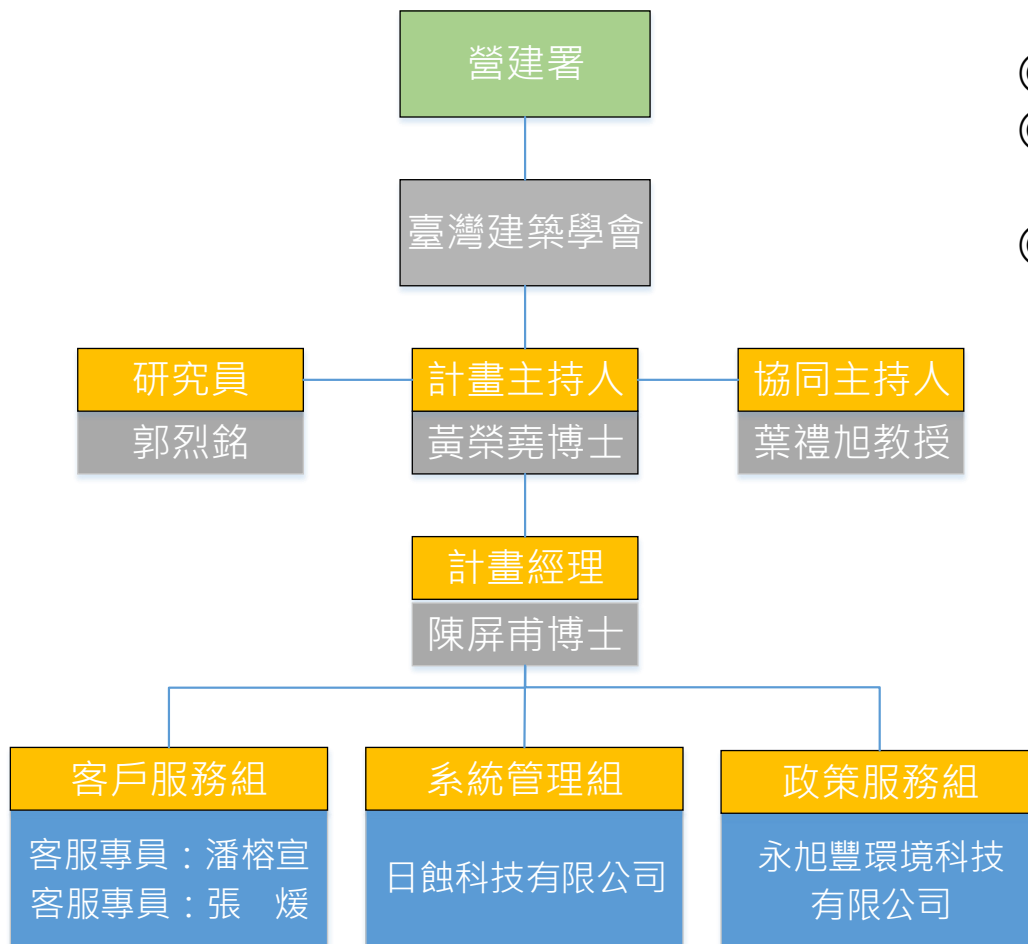 營建署
臺灣建築學會
研究員
計畫主持人
協同主持人
郭烈銘
黃榮堯博士
葉禮旭教授
計畫經理
陳屏甫博士
客戶服務組
系統管理組
政策服務組
客服專員：潘榕宣
客服專員：張　煖
日蝕科技有限公司
永旭豐環境科技
有限公司